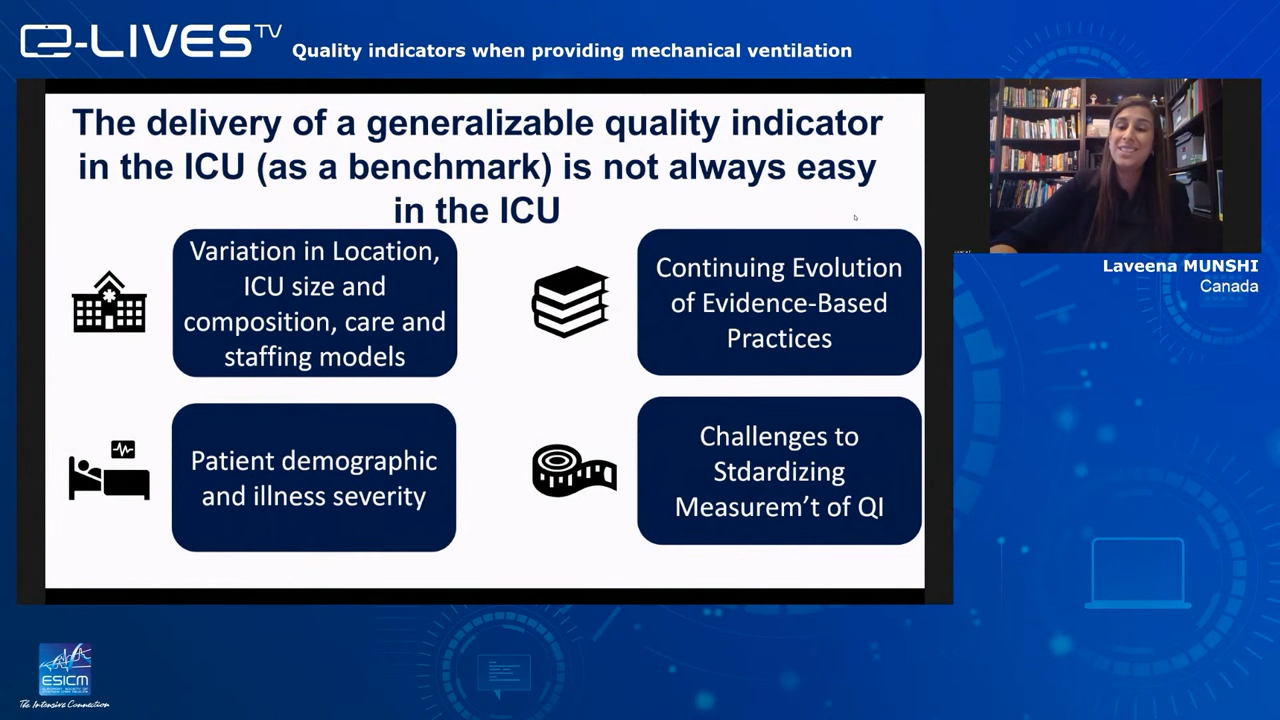 e-LIVES TV
Quality indicators when providing mechanical ventilation
The delivery of a generalizable quality indicator
in the ICU (as a benchmark) is not always easy
in the ICU
Variation in Location,
ICU size and
composition, care and
staffing models
Continuing Evolution
of Evidence-Based
Practices
Patient demographic
and illness severity
Challenges to
Stdardizing
Measurem't of QI
Laveena MUNSHI
Canada
ESICM
The Intensive Connection